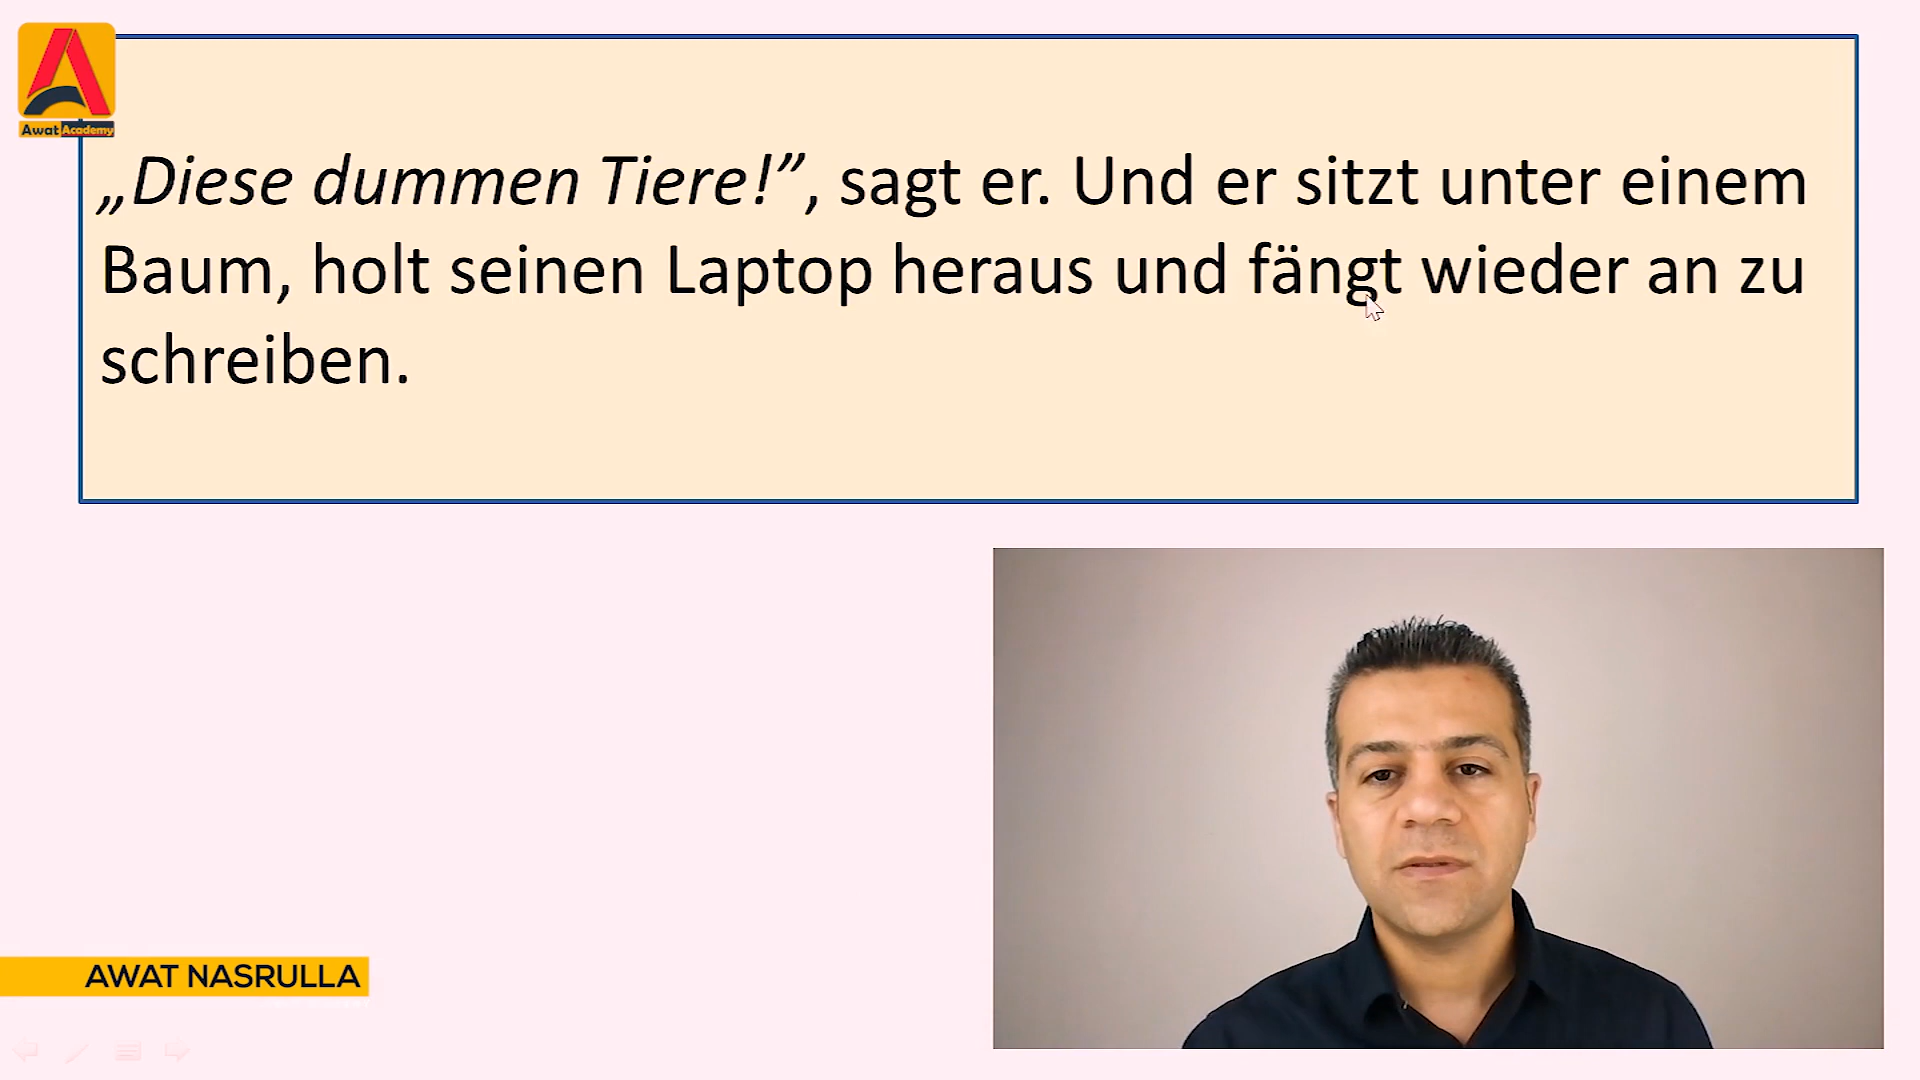 Awat Academy
„Diese dummen Tiere!”, sagt er. Und er sitzt unter einem
Baum, holt seinen Laptop heraus und fängt wieder an zu
schreiben.
AWAT NASRULLA